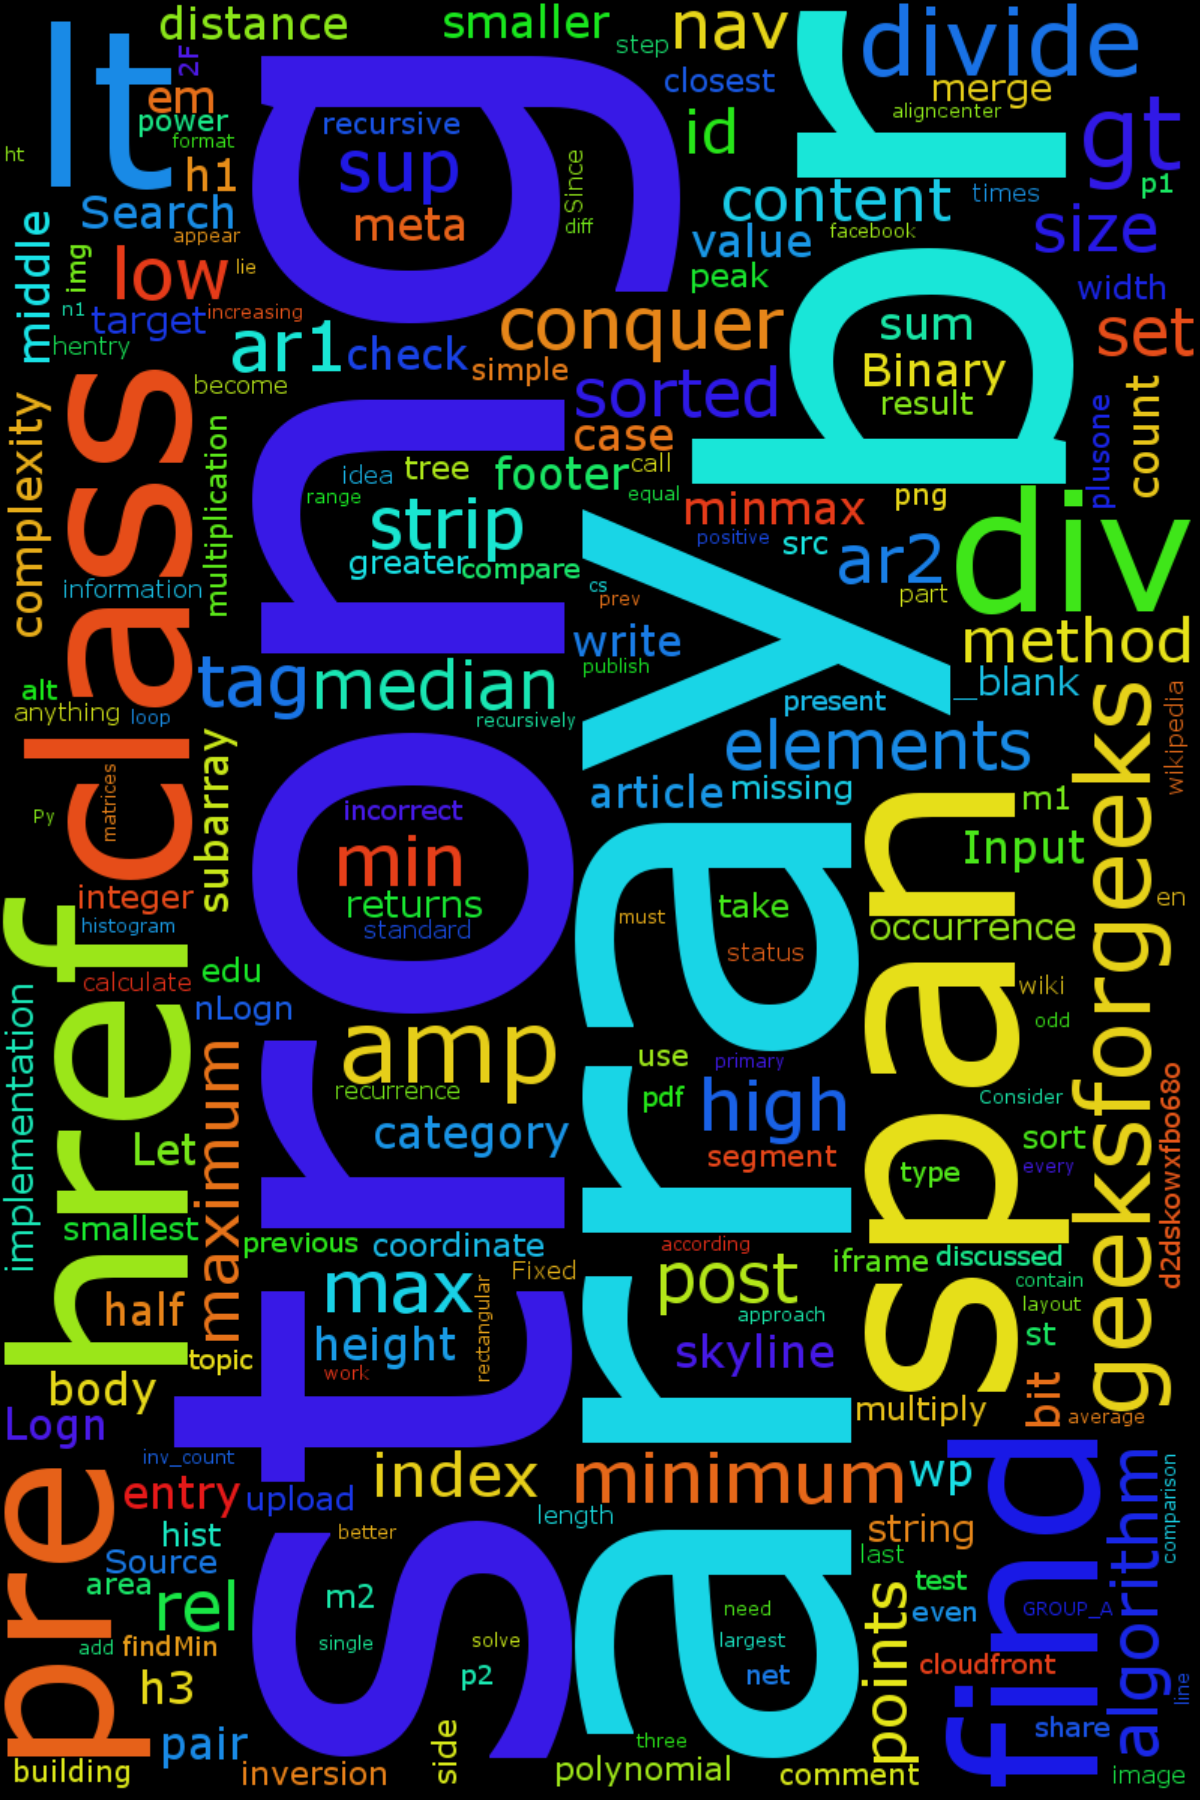 distance
smaller
step
nav
divide
lt
2F
em
power
format
ht
h1
Search
appear
middle
img
low
lie
n1
target
increasing
hentry
ar1
check
become
recursive
sup
meta
Since
diff
closest
id
merge
aligncenter
gt
p1
content
times
facebook
size
value
peak
width
br
conquer
simple
sorted
case
sum
Binary
result
set
plusone
count
complexity
class
multiplication
information
strong
idea
tree
range
footer
call
equal
strip
greater
compare
minmax
png
positive
src
ar2
part
div
cs
prev
write
publish
method
_blank
present
elements
article
missing
array
tag
median
recursively
alt
anything
loop
matrices
Py
subarray
integer
histogram
calculate
edu
nLogn
incorrect
min
returns
standard
must
take
status
m1
Input
occurrence
wikipedia
geeksforgeeks
en
wiki
odd
span
href
implementation
Let
maximum
smallest
amp
recurrence
category
use
primary
pdf
high
segment
Consider
sort
every
type
d2dskowxfbo68o
previous
coordinate
according
Fixed
max
height
rectangular
work
post
approach
skyline
iframe
discussed
contain
layout
st
half
topic
body
Logn
inv_count
entry
upload
index
minimum
wp
multiply
bit
average
length
string
last
pre
hist
Source
area
rel
better
m2
single
solve
p2
add
findMin
h3
pair
building
inversion
side
need
largest
net
three
polynomial
comment
points
test
even
GROUP_A
cloudfront
find
share
algorithm
comparison
line
image